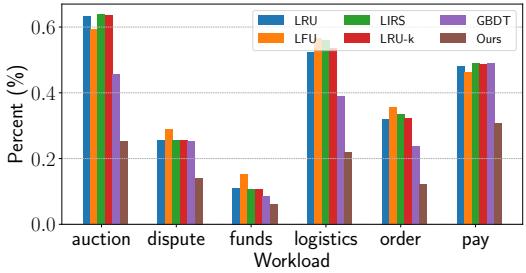 Percent (%)
0.6
0.4
0.2
0.0
LRU LIRS GBDT
LFU LRU-k Ours
auction dispute funds logistics order pay
Workload